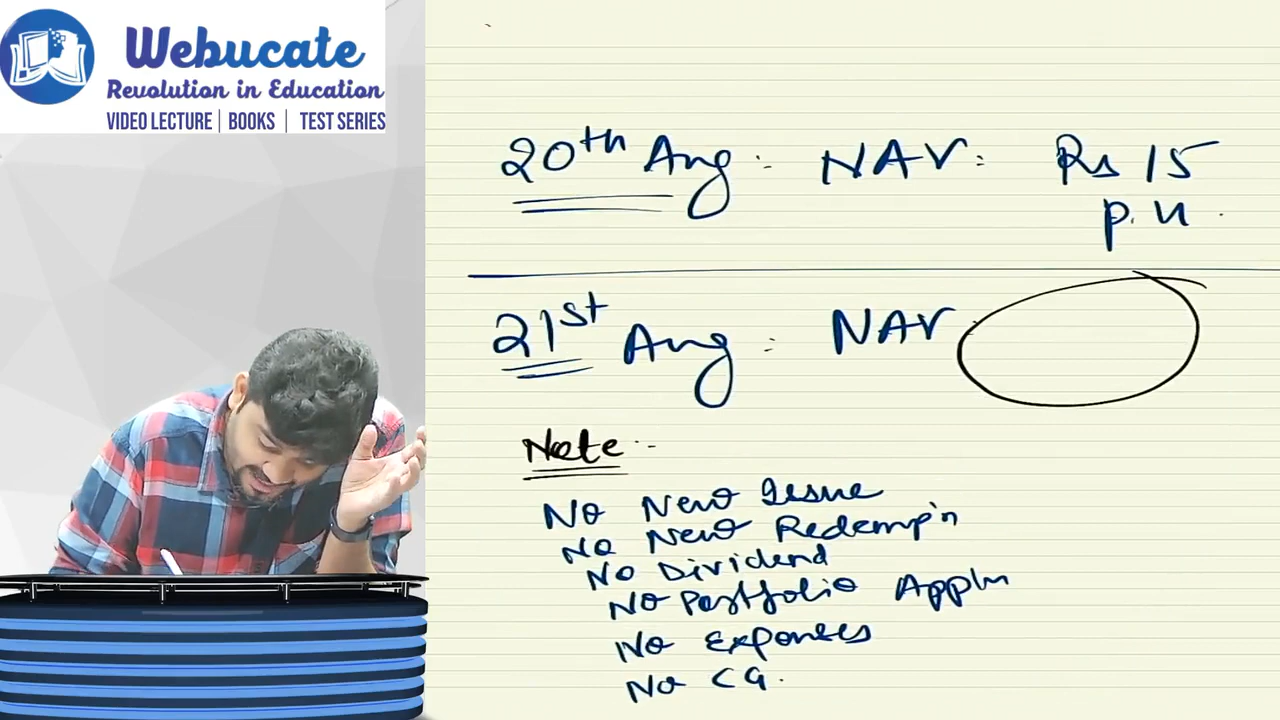 Webucate
Revolution in Education
VIDEO LECTURE | BOOKS | TEST SERIES
20th Aug : NAV : Rs 15
p.u.
21st Aug : NAV
Note :-
No New Issue
No New Redemp'n
No Dividend
No Portfolio Appln
No Expenses
No CG.